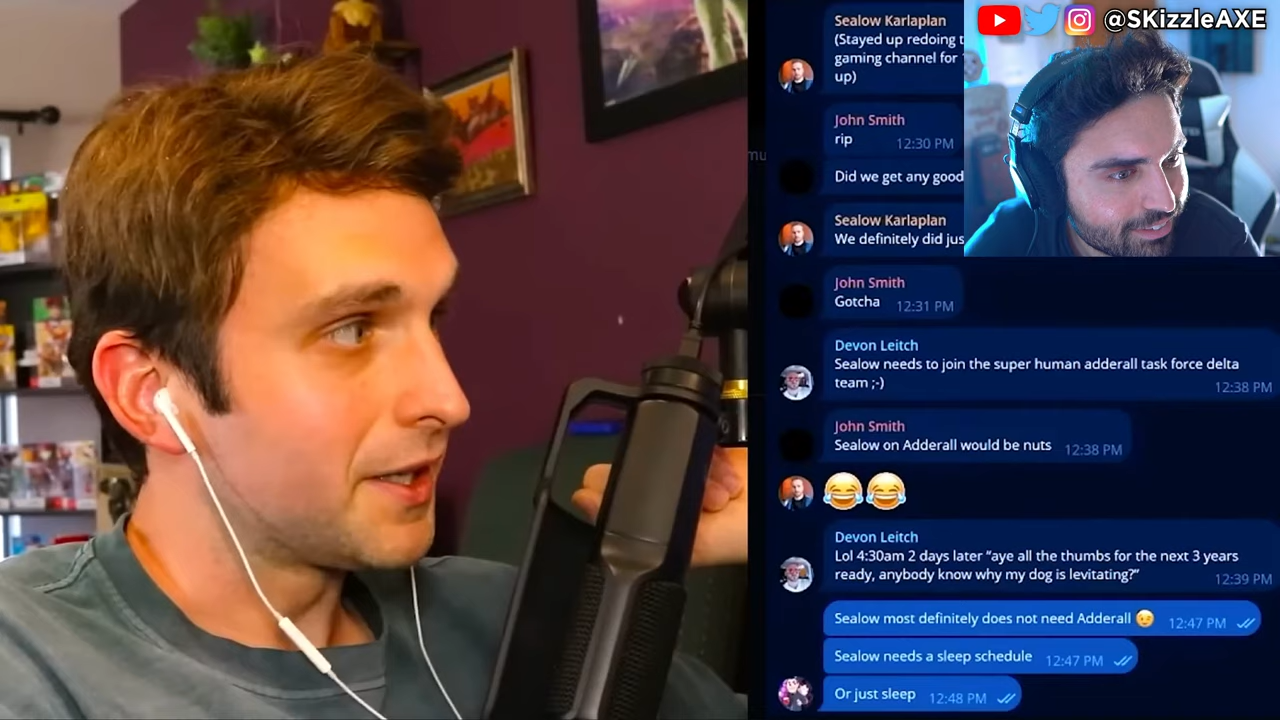 @SKizzleAXE
Sealow Karlaplan
(Stayed up redoing t
gaming channel for
up)
John Smith
rip
12:30 PM
mu
Did we get any good
Sealow Karlaplan
We definitely did jus
John Smith
Gotcha 12:31 PM
Devon Leitch
Sealow needs to join the super human adderall task force delta
team ;-)
12:38 PM
John Smith
Sealow on Adderall would be nuts 12:38 PM
Devon Leitch
Lol 4:30am 2 days later “aye all the thumbs for the next 3 years
ready, anybody know why my dog is levitating?”
12:39 PM
Sealow most definitely does not need Adderall 😉 12:47 PM
Sealow needs a sleep schedule 12:47 PM
Or just sleep 12:48 PM